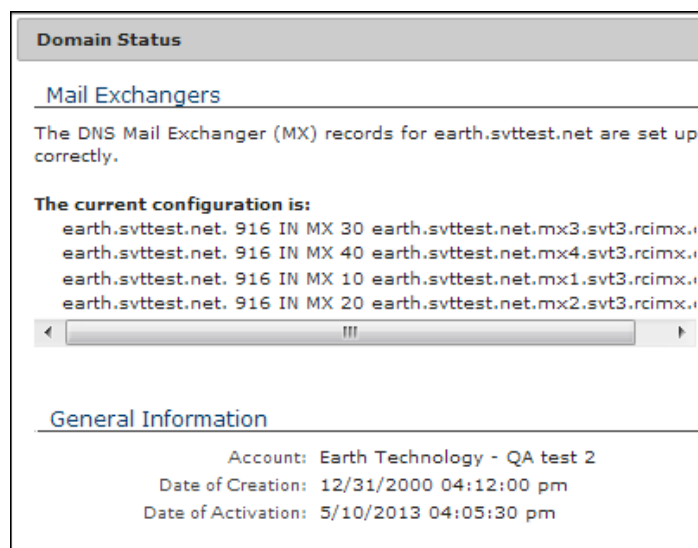 Domain Status
Mail Exchangers
The DNS Mail Exchanger (MX) records for earth.svttest.net are set up
correctly.
The current configuration is:
earth.svttest.net. 916 IN MX 30 earth.svttest.net.mx3.svt3.rcimx.
earth.svttest.net. 916 IN MX 40 earth.svttest.net.mx4.svt3.rcimx.
earth.svttest.net. 916 IN MX 10 earth.svttest.net.mx1.svt3.rcimx.
earth.svttest.net. 916 IN MX 20 earth.svttest.net.mx2.svt3.rcimx.
General Information
Account: Earth Technology - QA test 2
Date of Creation: 12/31/2000 04:12:00 pm
Date of Activation: 5/10/2013 04:05:30 pm